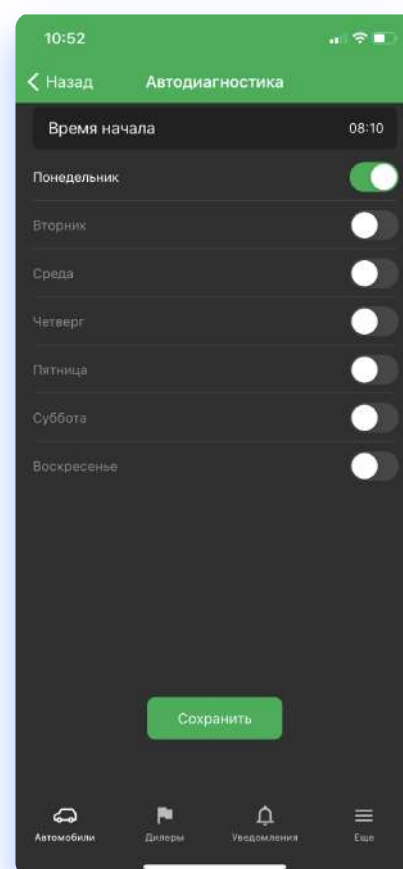 10:52
Назад Автодиагностика
Время начала 08:10
Понедельник
Вторник
Среда
Четверг
Пятница
Суббота
Воскресенье
Сохранить
Автомобили Дилеры Уведомления Еще